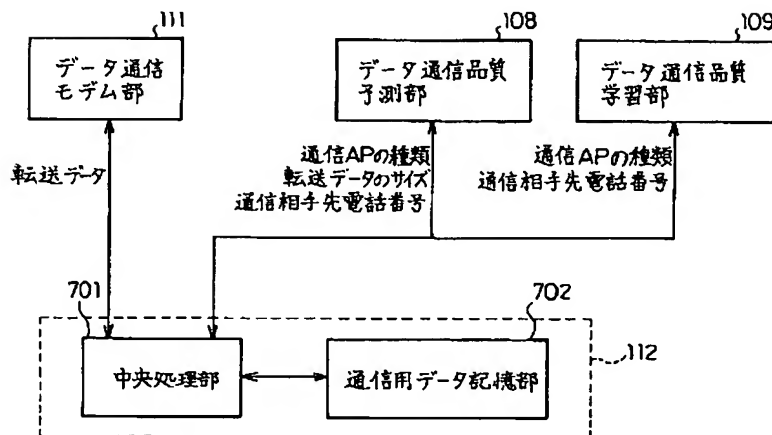 111
108
109
データ通信
モデム部
データ通信品質
予測部
データ通信品質
学習部
転送データ
通信APの種類
転送データのサイズ
通信相手先電話番号
通信APの種類
通信相手先電話番号
701
702
中央処理部
通信用データ記憶部
112